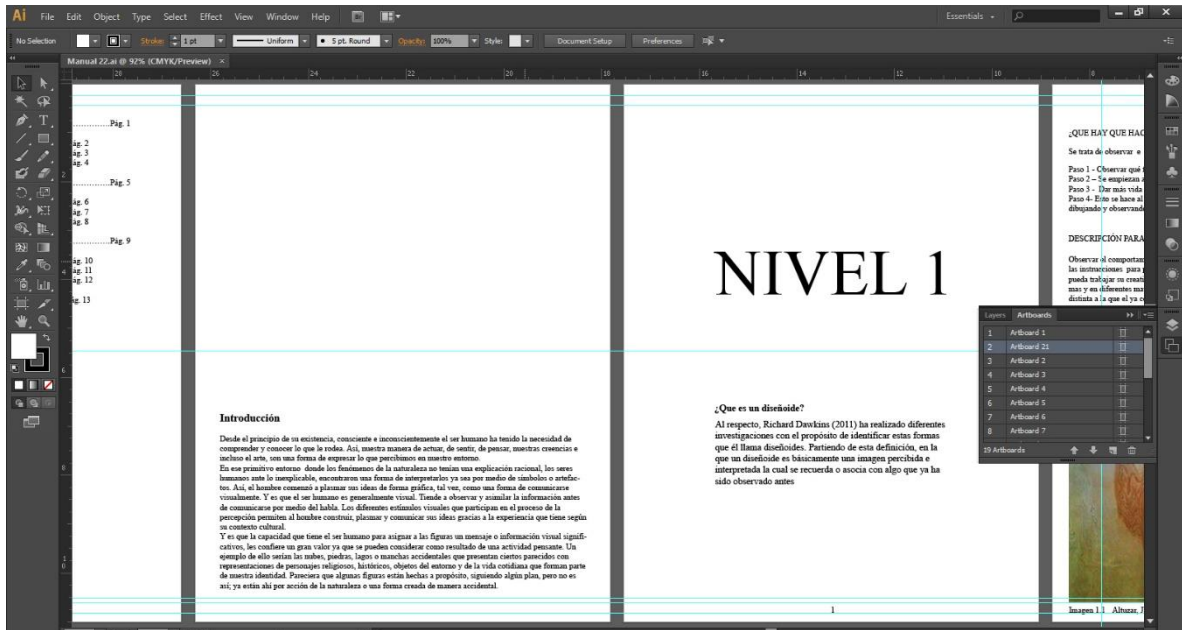 Ai File Edit Object Type Select Effect View Window Help
Essentials
No Selection Stroke: 1 pt Uniform 5 pt. Round Opacity: 100% Style: Document Setup Preferences
Manual 22.ai @ 92% (CMYK/Preview) ×
28 26 24 22 20 18 16 14 12 10 8
..............Pág. 1
ág. 2
ág. 3
ág. 4
..............Pág. 5
ág. 6
ág. 7
ág. 8
..............Pág. 9
ág. 10
ág. 11
ág. 12
ág. 13
Introducción
Desde el principio de su existencia, consciente e inconscientemente el ser humano ha tenido la necesidad de
comprender y conocer lo que le rodea. Así, nuestra manera de actuar, de sentir, de pensar, nuestras creencias e
incluso el arte, son una forma de expresar lo que percibimos en nuestro entorno.
En ese primitivo entorno donde los fenómenos de la naturaleza no tenían una explicación racional, los seres
humanos ante lo inexplicable, encontraron una forma de interpretarlos ya sea por medio de símbolos o artefac-
tos. Así, el hombre comenzó a plasmar sus ideas de forma gráfica, tal vez, como una forma de comunicarse
visualmente. Y es que el ser humano es generalmente visual. Tiende a observar y asimilar la información antes
de comunicarse por medio del habla. Los diferentes estímulos visuales que participan en el proceso de la
percepción permiten al hombre construir, plasmar y comunicar sus ideas gracias a la experiencia que tiene según
su contexto cultural.
Y es que la capacidad que tiene el ser humano para asignar a las figuras un mensaje o información visual signifi-
cativos, les confiere un gran valor ya que se pueden considerar como resultado de una actividad pensante. Un
ejemplo de ello serían las nubes, piedras, lagos o manchas accidentales que presentan ciertos parecidos con
representaciones de personajes religiosos, históricos, objetos del entorno y de la vida cotidiana que forman parte
de nuestra identidad. Pareciera que algunas figuras están hechas a propósito, siguiendo algún plan, pero no es
así; ya están ahí por acción de la naturaleza o una forma creada de manera accidental.
NIVEL 1
¿Que es un diseñoide?
Al respecto, Richard Dawkins (2011) ha realizado diferentes
investigaciones con el propósito de identificar estas formas
que él llama diseñoides. Partiendo de esta definición, en la
que un diseñoide es básicamente una imagen percibida e
interpretada la cual se recuerda o asocia con algo que ya ha
sido observado antes
1
¿QUE HAY QUE HAC
Se trata de observar e
Paso 1 - Observar qué
Paso 2 – Se empiezan a
Paso 3 - Dar más vida
Paso 4- Esto se hace al
dibujando y observando
DESCRIPCIÓN PARA
Observar el comportam
las instrucciones para
pueda trabajar su creati
mas y en diferentes ma
distinta a la que el ya c
Layers Artboards
1 Artboard 1
2 Artboard 21
3 Artboard 2
4 Artboard 3
5 Artboard 4
6 Artboard 5
7 Artboard 6
8 Artboard 7
19 Artboards
Imagen 1.1 Altuzar, J